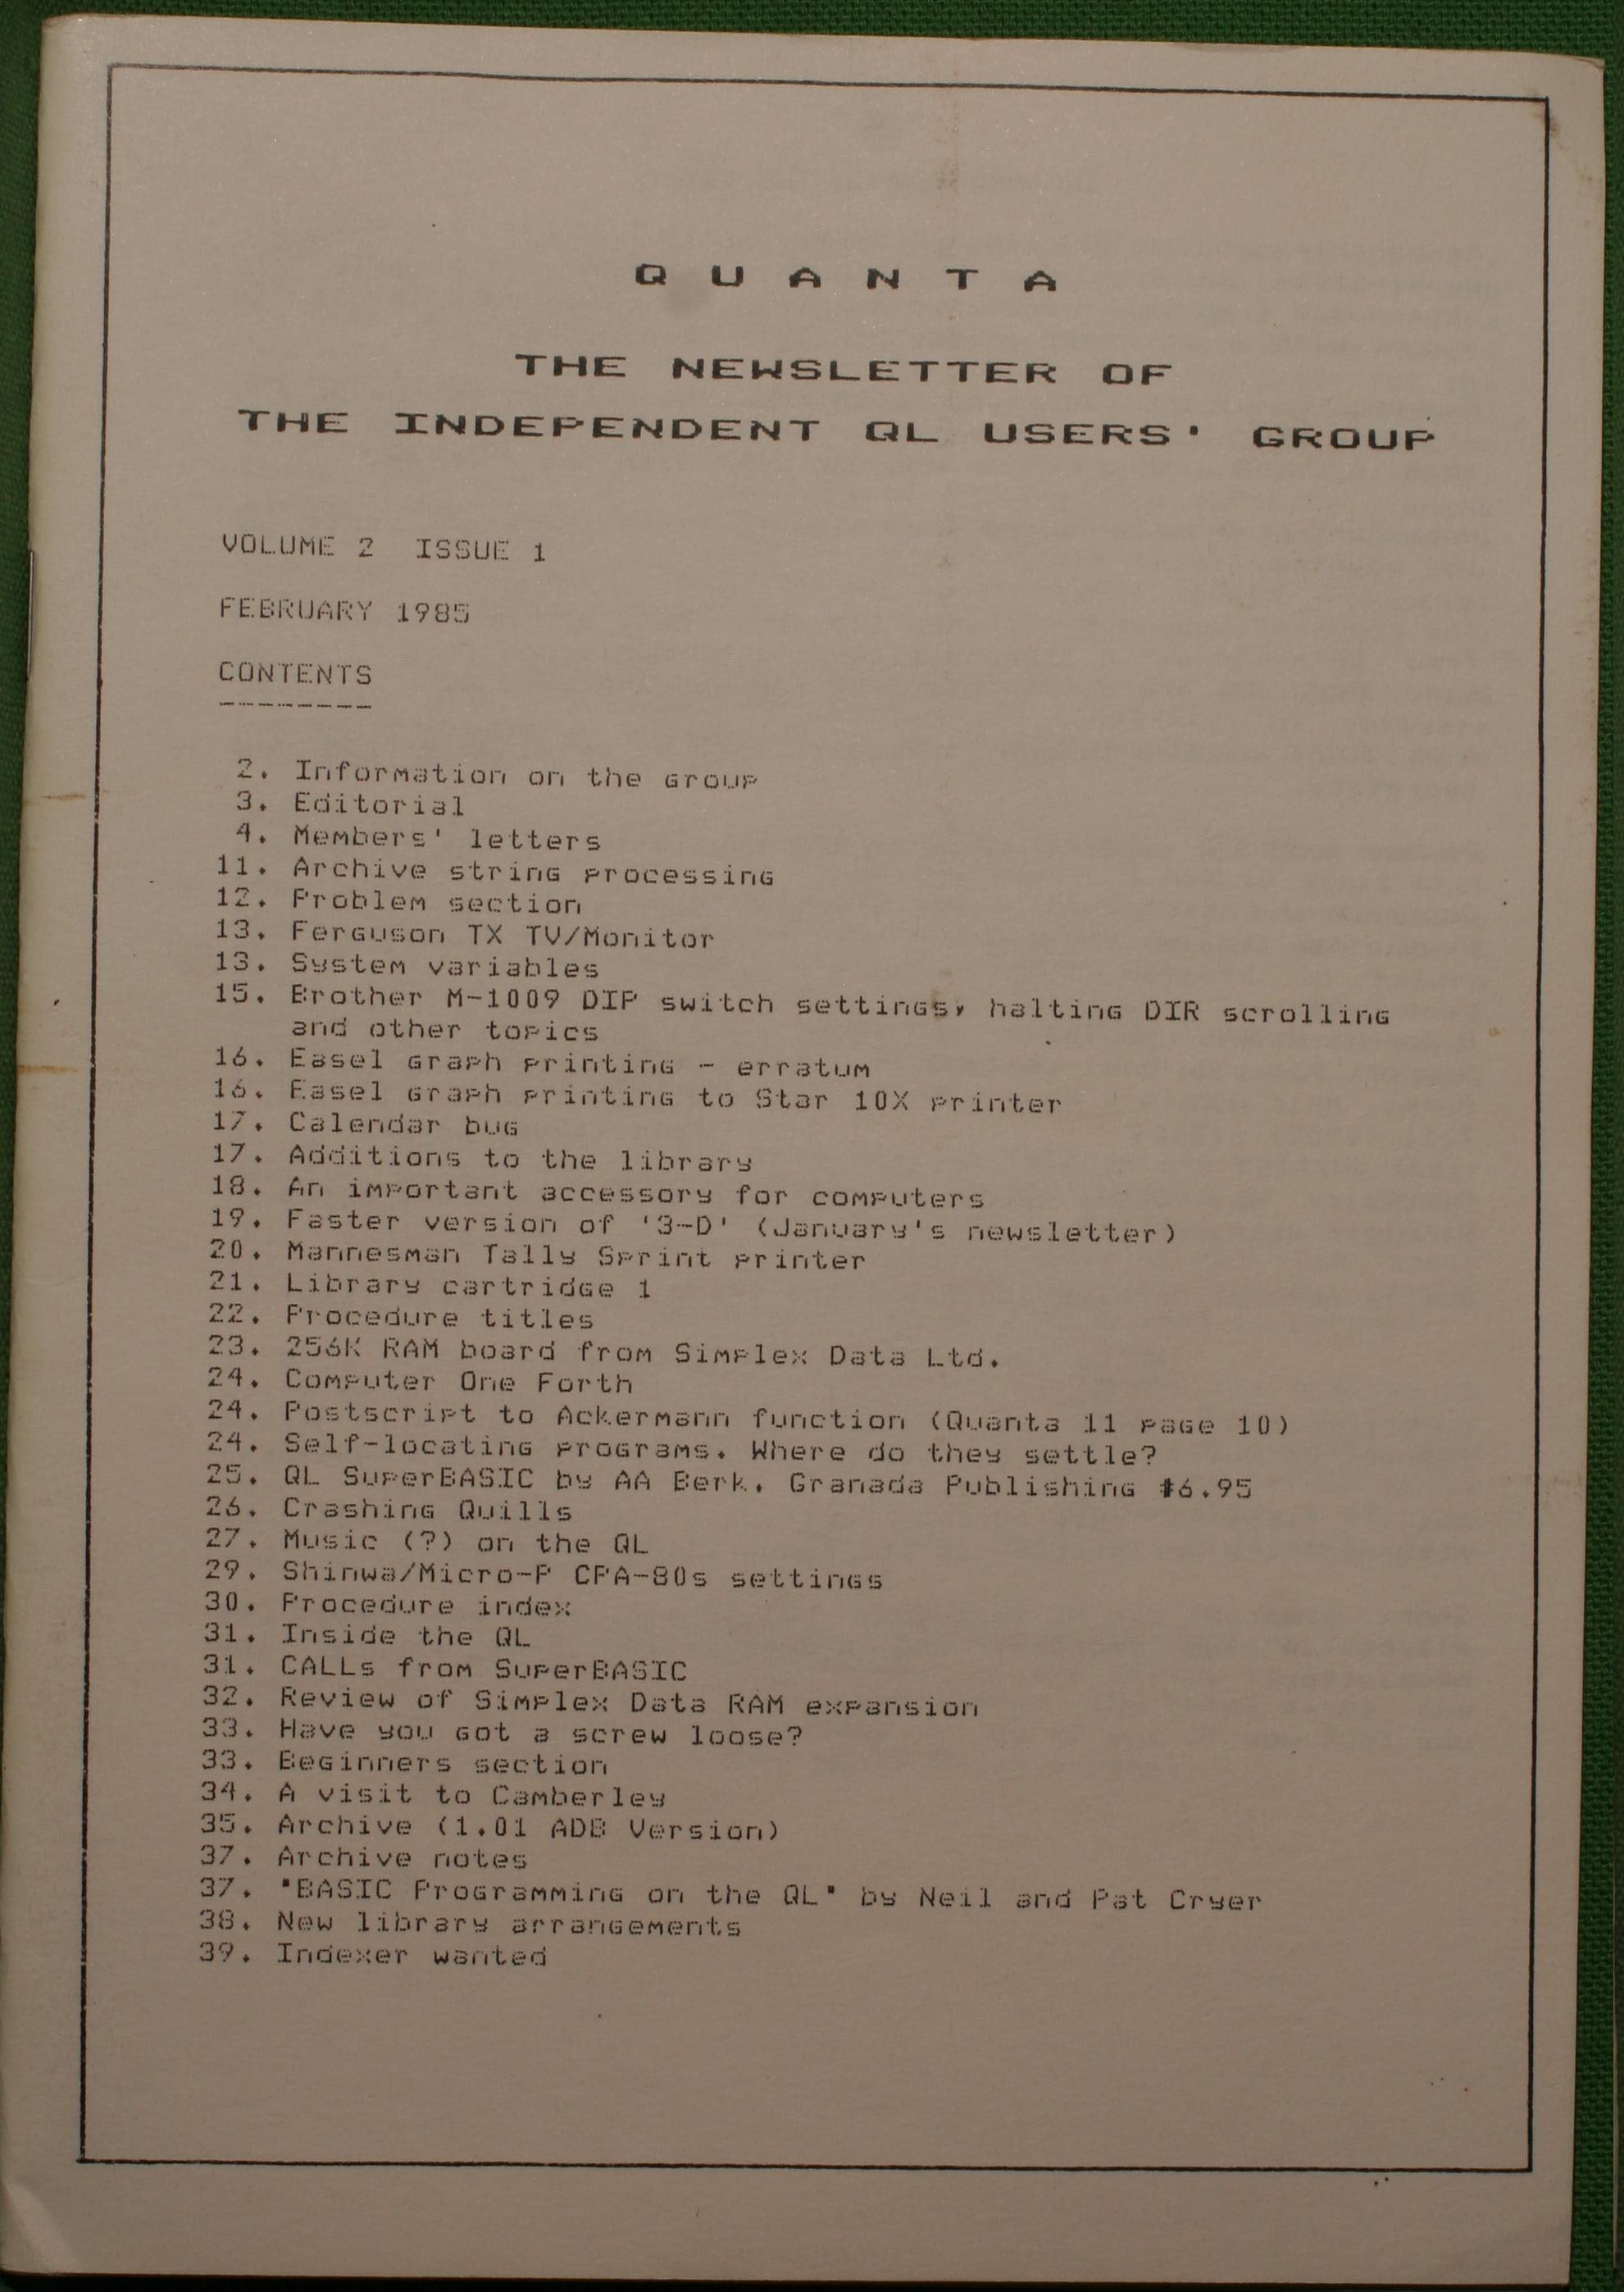 Q U A N T A
THE NEWSLETTER OF
THE INDEPENDENT QL USERS' GROUP
VOLUME 2 ISSUE 1
FEBRUARY 1985
CONTENTS
--------
2. Information on the group
3. Editorial
4. Members' letters
11. Archive string processing
12. Problem section
13. Ferguson TX TV/Monitor
13. System variables
15. Brother M-1009 DIP switch settings, halting DIR scrolling
and other topics
16. Easel graph printing - erratum
16. Easel graph printing to Star 10X printer
17. Calendar bug
17. Additions to the library
18. An important accessory for computers
19. Faster version of '3-D' (January's newsletter)
20. Mannesman Tally Sprint printer
21. Library cartridge 1
22. Procedure titles
23. 256K RAM board from Simplex Data Ltd.
24. Computer One Forth
24. Postscript to Ackermann function (Quanta 11 page 10)
24. Self-locating programs. Where do they settle?
25. QL SuperBASIC by AA Berk. Granada Publishing #6.95
26. Crashing Quills
27. Music (?) on the QL
29. Shinwa/Micro-P CPA-80s settings
30. Procedure index
31. Inside the QL
31. CALLs from SuperBASIC
32. Review of Simplex Data RAM expansion
33. Have you got a screw loose?
33. Beginners section
34. A visit to Camberley
35. Archive (1.01 ADB Version)
37. Archive notes
37. "BASIC Programming on the QL" by Neil and Pat Cryer
38. New library arrangements
39. Indexer wanted